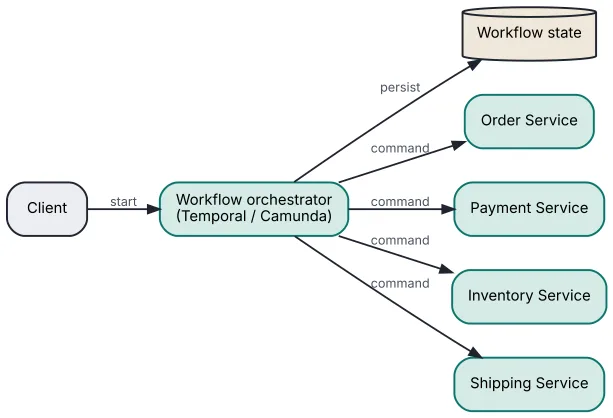 Workflow state
persist
Order Service
command
Client
start
Workflow orchestrator
(Temporal / Camunda)
command
Payment Service
command
Inventory Service
command
Shipping Service